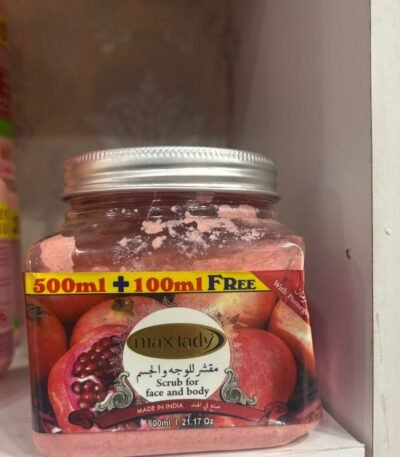 500ml + 100ml FREE
With Pomeg
max lady
مقشر للوجه والجسم
Scrub for
face and body
MADE IN INDIA صنع في الهند
600ml | 21.17 Oz